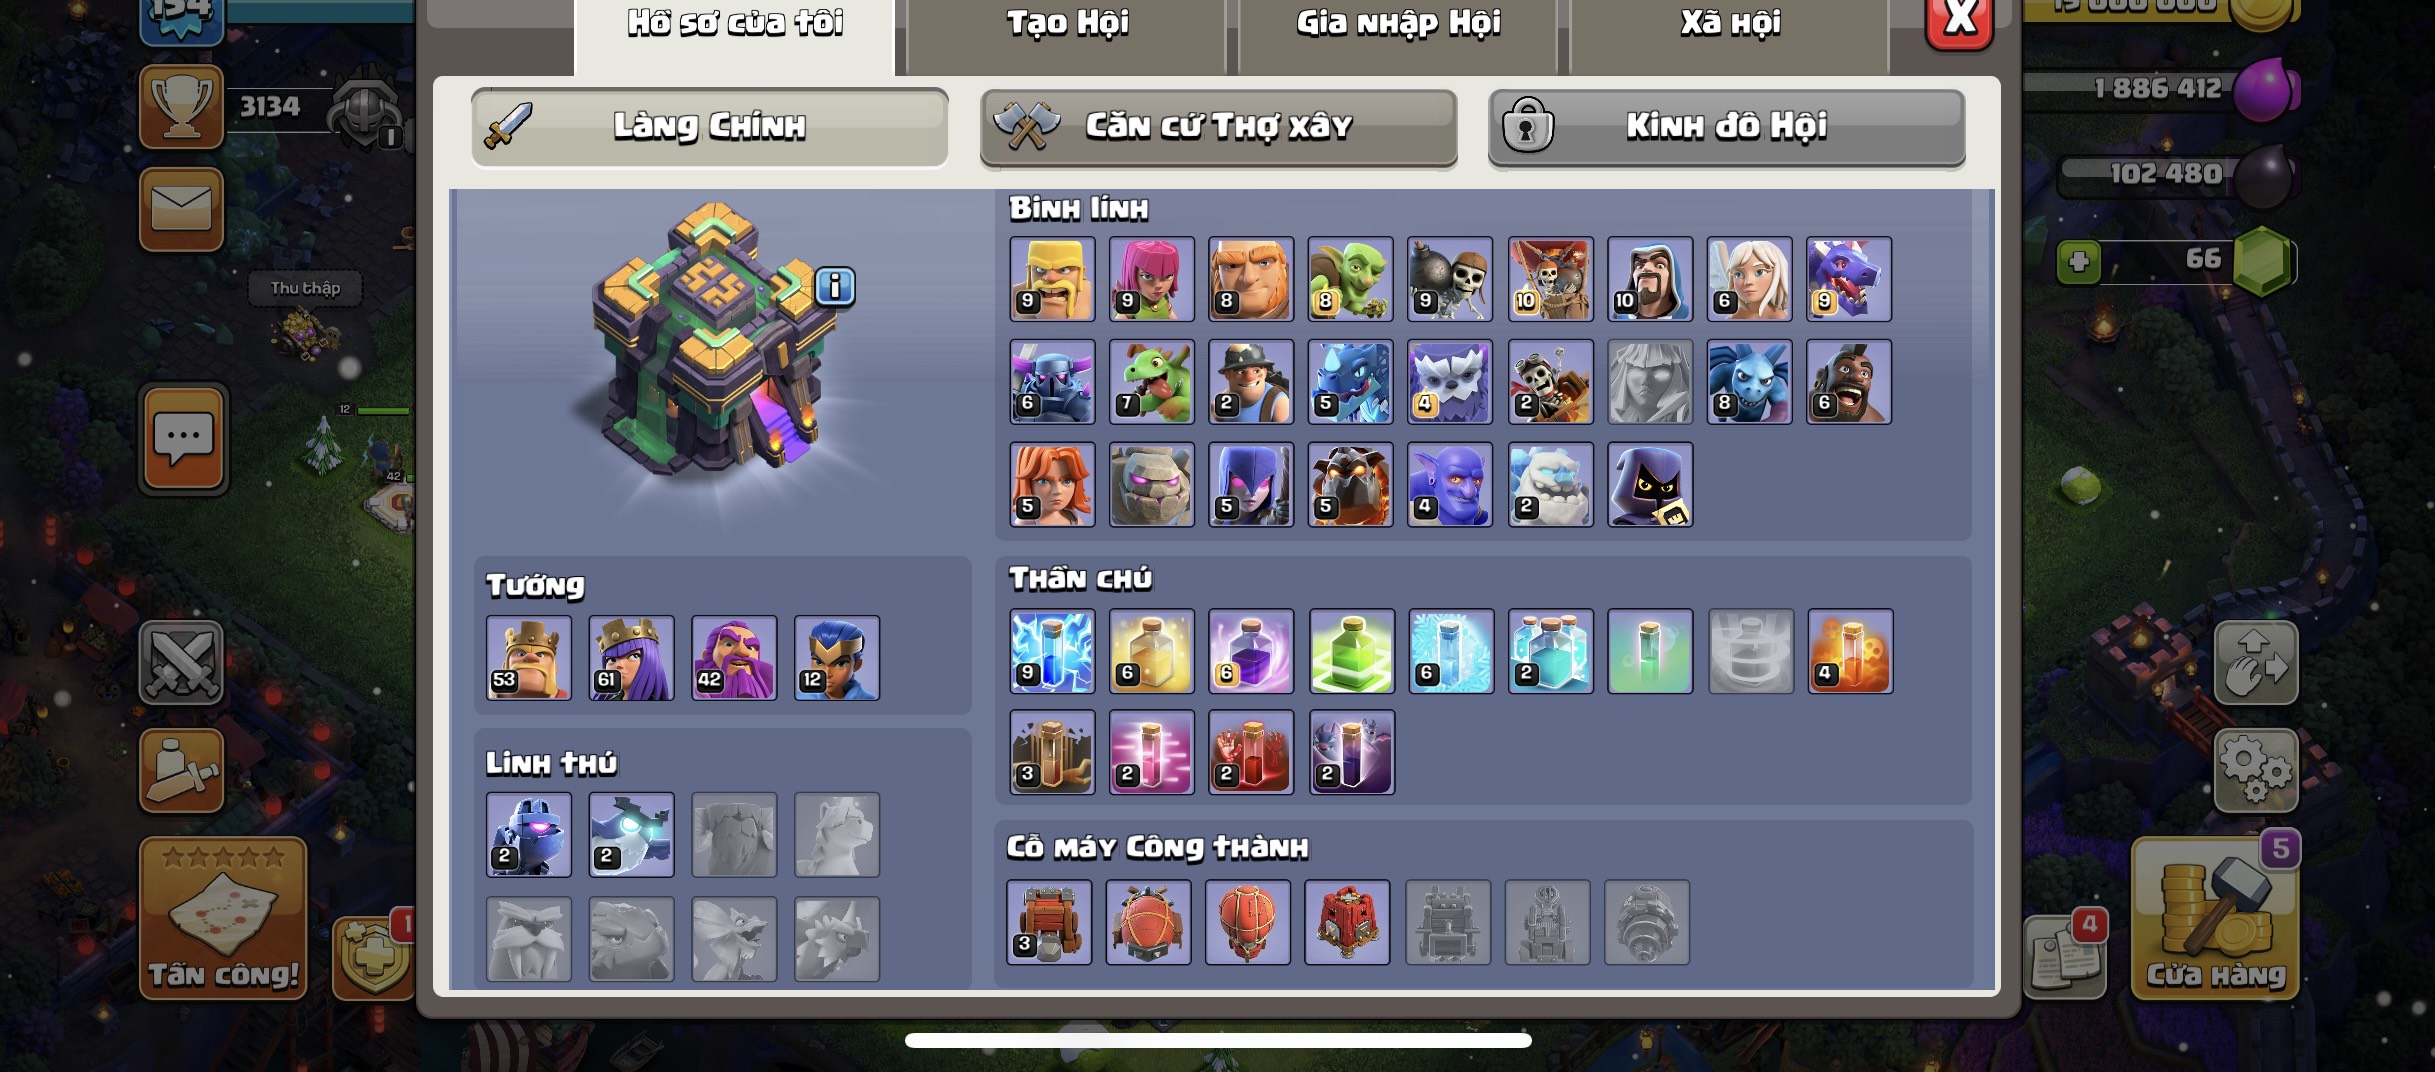 154
Hồ sơ của tôi
Tạo Hội
Gia nhập Hội
Xã hội
X
3134
I
Làng Chính
Căn cứ Thợ xây
Kinh đô Hội
1 886 412
102 480
66
Thu thập
12
42
i
Binh lính
9 9 8 8 9 10 10 6 9
6 7 2 5 4 2 8 6
5 5 5 4 2
Tướng
53 61 42 12
Thần chú
9 6 6 6 2 4
3 2 2 2
Linh thú
2 2
Cỗ máy Công thành
3
Tấn công!
1
4
5
Cửa hàng